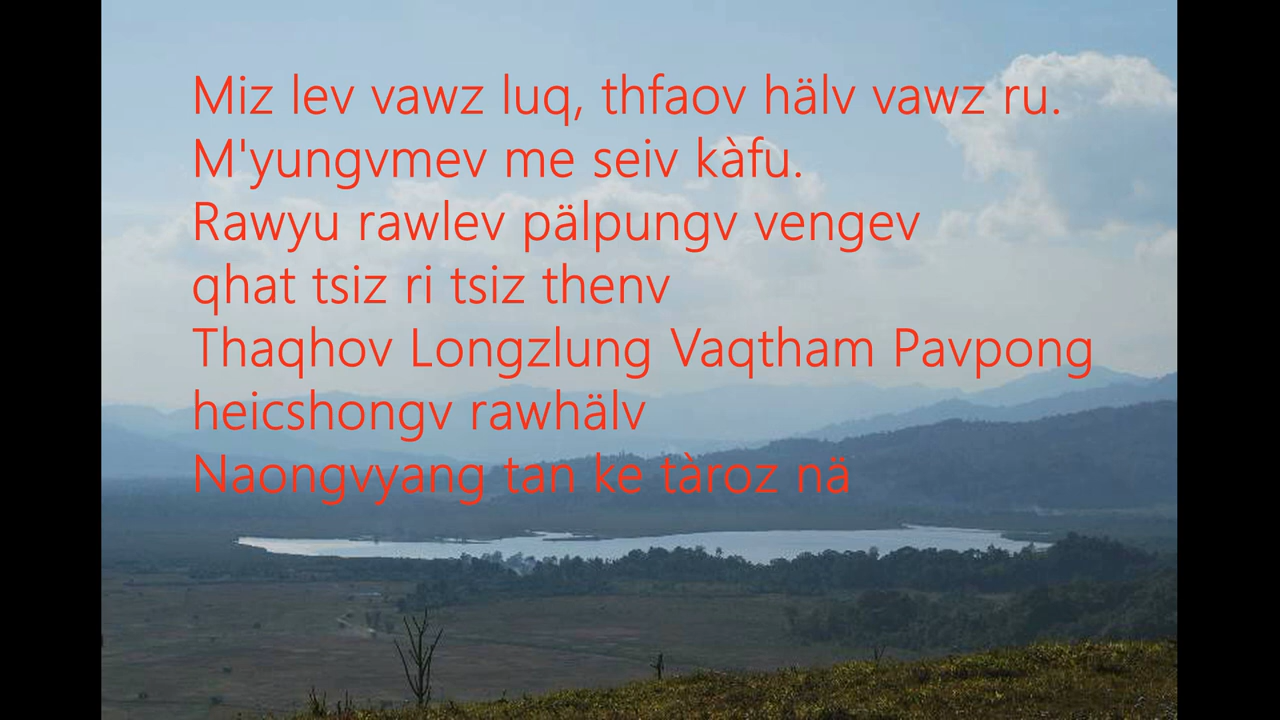 Miz lev vawz luq, thfaov hälv vawz ru.
M'yungvmev me seiv kàfu.
Rawyu rawlev pälpungv vengev
qhat tsiz ri tsiz thenv
Thaqhov Longzlung Vaqtham Pavpong
heicshongv rawhälv
Naongvyang tan ke tàroz nä